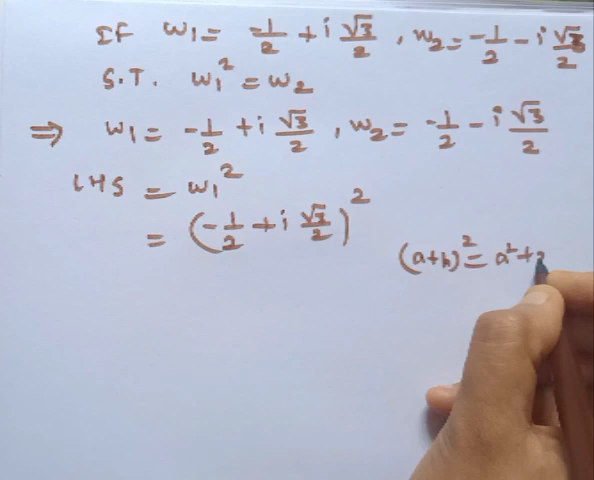 If w₁ = -1/2 + i √3/2 , w₂ = -1/2 - i √3/2
S.T. w₁² = w₂
⇒ w₁ = -1/2 + i √3/2 , w₂ = -1/2 - i √3/2
LHS = w₁²
= (-1/2 + i √3/2)²
(a+b)² = a² +